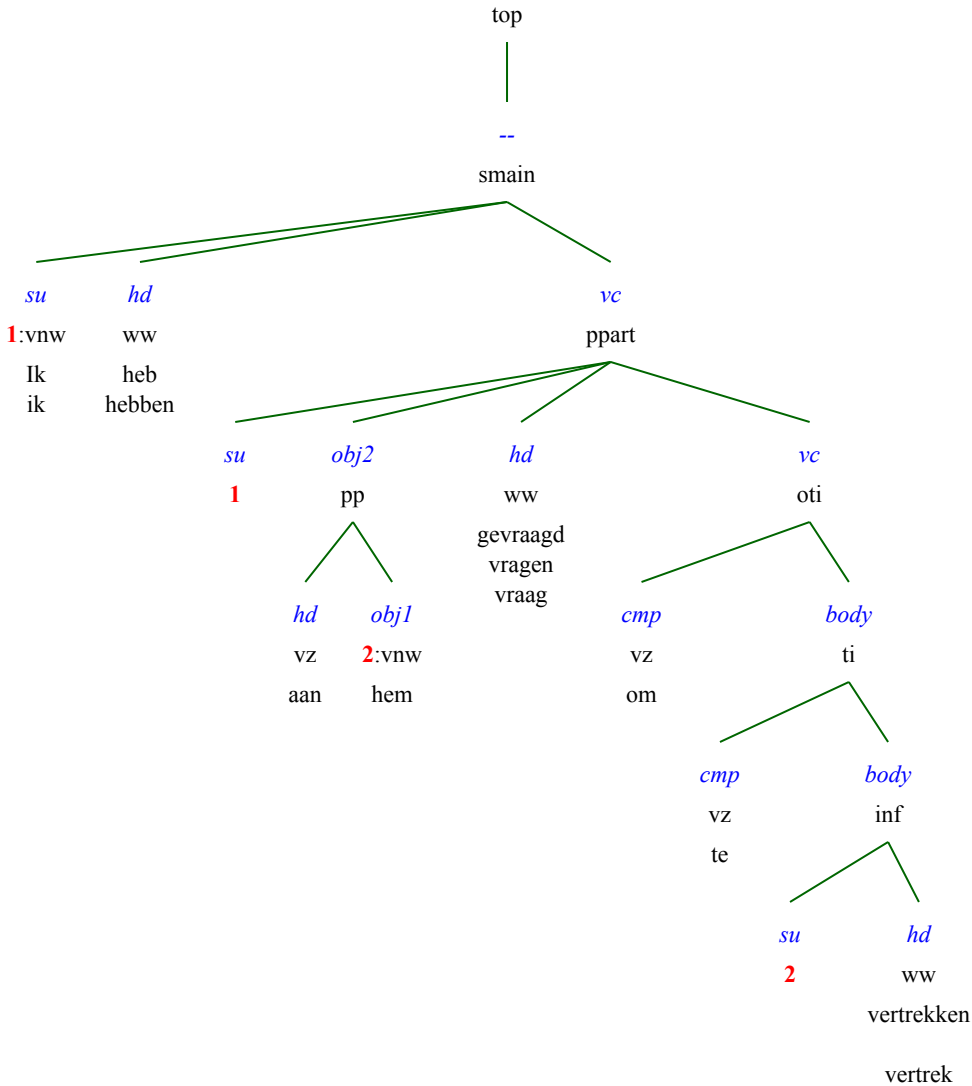 top
--
smain
su hd vc
1:vnw ww ppart
Ik heb
ik hebben
su obj2 hd vc
1 pp ww oti
gevraagd
vragen
vraag
hd obj1 cmp body
vz 2:vnw vz ti
aan hem om
cmp body
vz inf
te
su hd
2 ww
vertrekken
vertrek